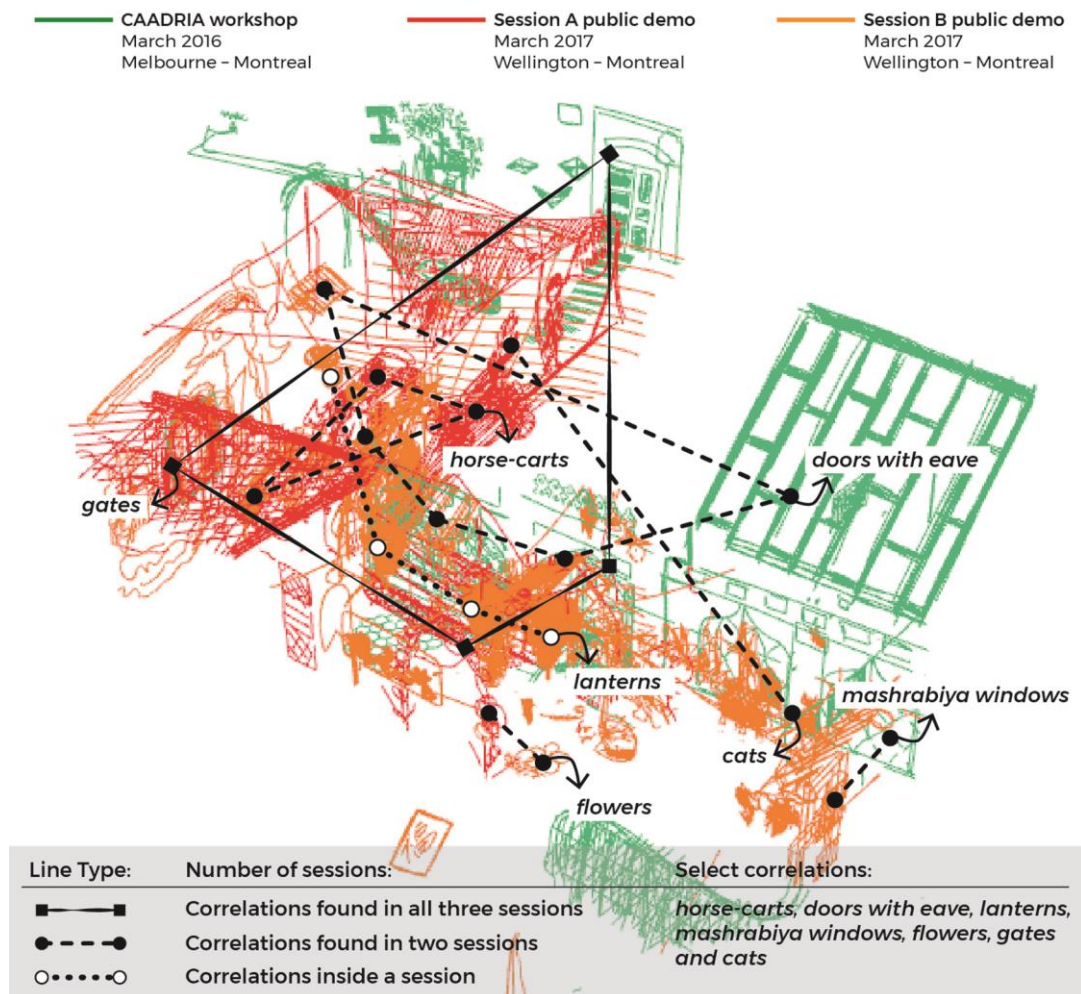 CAADRIA workshop
March 2016
Melbourne – Montreal
Session A public demo
March 2017
Wellington – Montreal
Session B public demo
March 2017
Wellington – Montreal
horse-carts
doors with eave
gates
lanterns
mashrabiya windows
cats
flowers
Line Type:
Number of sessions:
Select correlations:
Correlations found in all three sessions
Correlations found in two sessions
Correlations inside a session
horse-carts, doors with eave, lanterns,
mashrabiya windows, flowers, gates
and cats